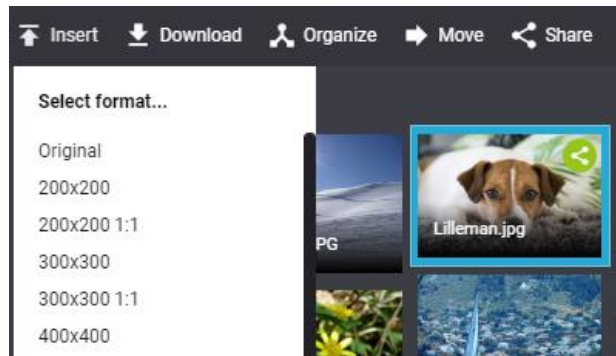 Insert Download Organize Move Share
Select format...
Original
200x200
200x200 1:1
300x300
300x300 1:1
400x400
PG
Lilleman.jpg